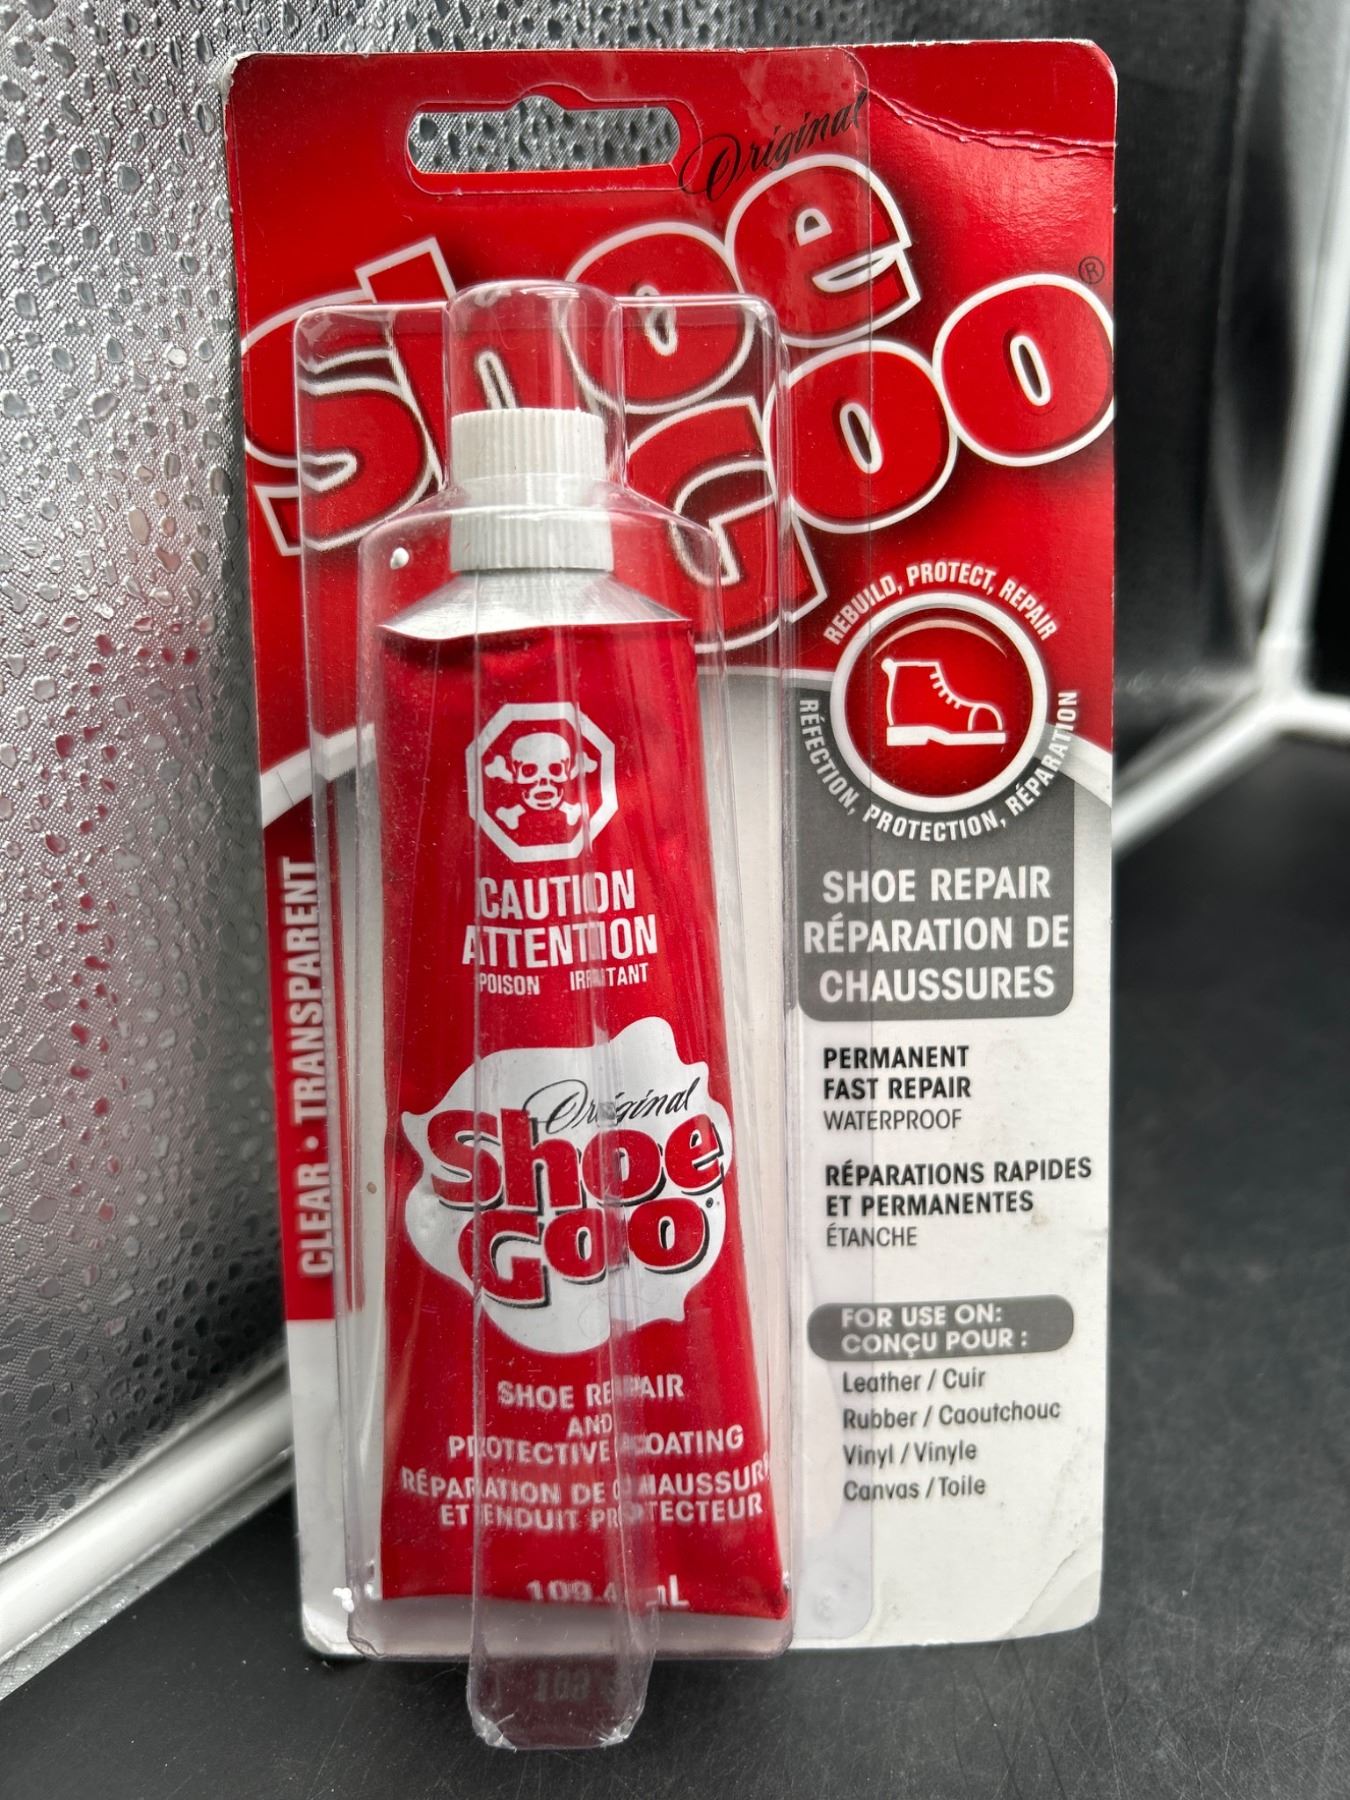 Original
Shoe
Goo®
REBUILD, PROTECT, REPAIR
RÉFECTION, PROTECTION, RÉPARATION
SHOE REPAIR
RÉPARATION DE
CHAUSSURES
PERMANENT
FAST REPAIR
WATERPROOF
RÉPARATIONS RAPIDES
ET PERMANENTES
ÉTANCHE
FOR USE ON:
CONÇU POUR :
Leather / Cuir
Rubber / Caoutchouc
Vinyl / Vinyle
Canvas / Toile
CLEAR • TRANSPARENT
CAUTION
ATTENTION
POISON IRRITANT
Original
Shoe
Goo
SHOE REPAIR
AND
PROTECTIVE COATING
RÉPARATION DE
ET ENDUIT PROTECTEUR
mL